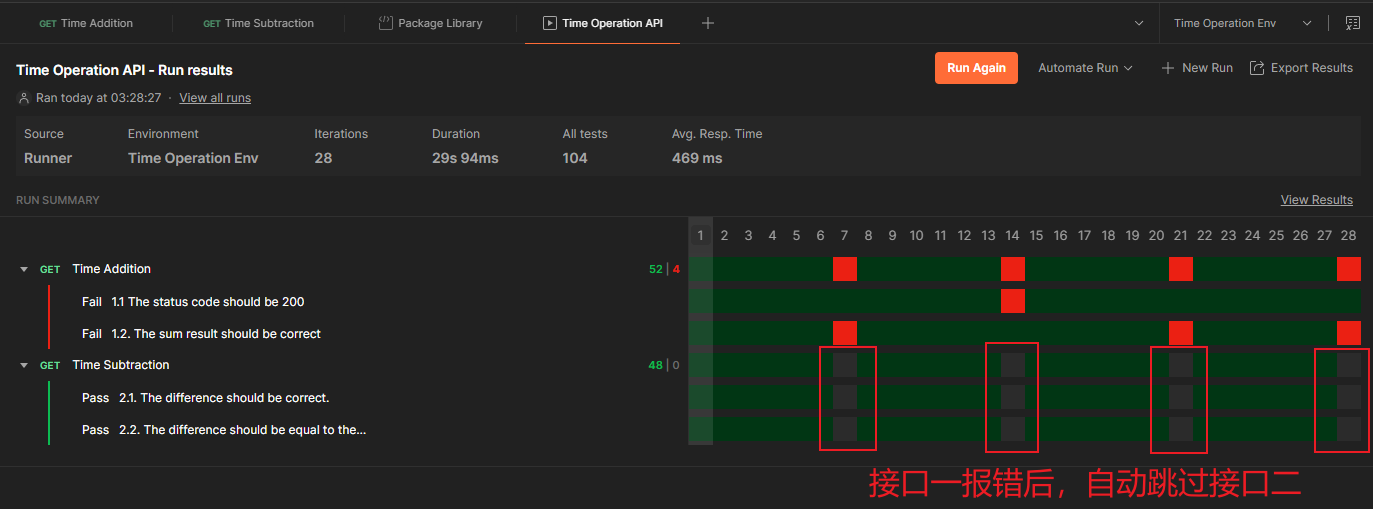 GET Time Addition GET Time Subtraction Package Library Time Operation API Time Operation Env
Time Operation API - Run results Run Again Automate Run New Run Export Results
Ran today at 03:28:27 · View all runs
Source Environment Iterations Duration All tests Avg. Resp. Time
Runner Time Operation Env 28 29s 94ms 104 469 ms
RUN SUMMARY View Results
1 2 3 4 5 6 7 8 9 10 11 12 13 14 15 16 17 18 19 20 21 22 23 24 25 26 27 28
GET Time Addition 52 | 4
Fail 1.1 The status code should be 200
Fail 1.2. The sum result should be correct
GET Time Subtraction 48 | 0
Pass 2.1. The difference should be correct.
Pass 2.2. The difference should be equal to the...
接口一报错后，自动跳过接口二